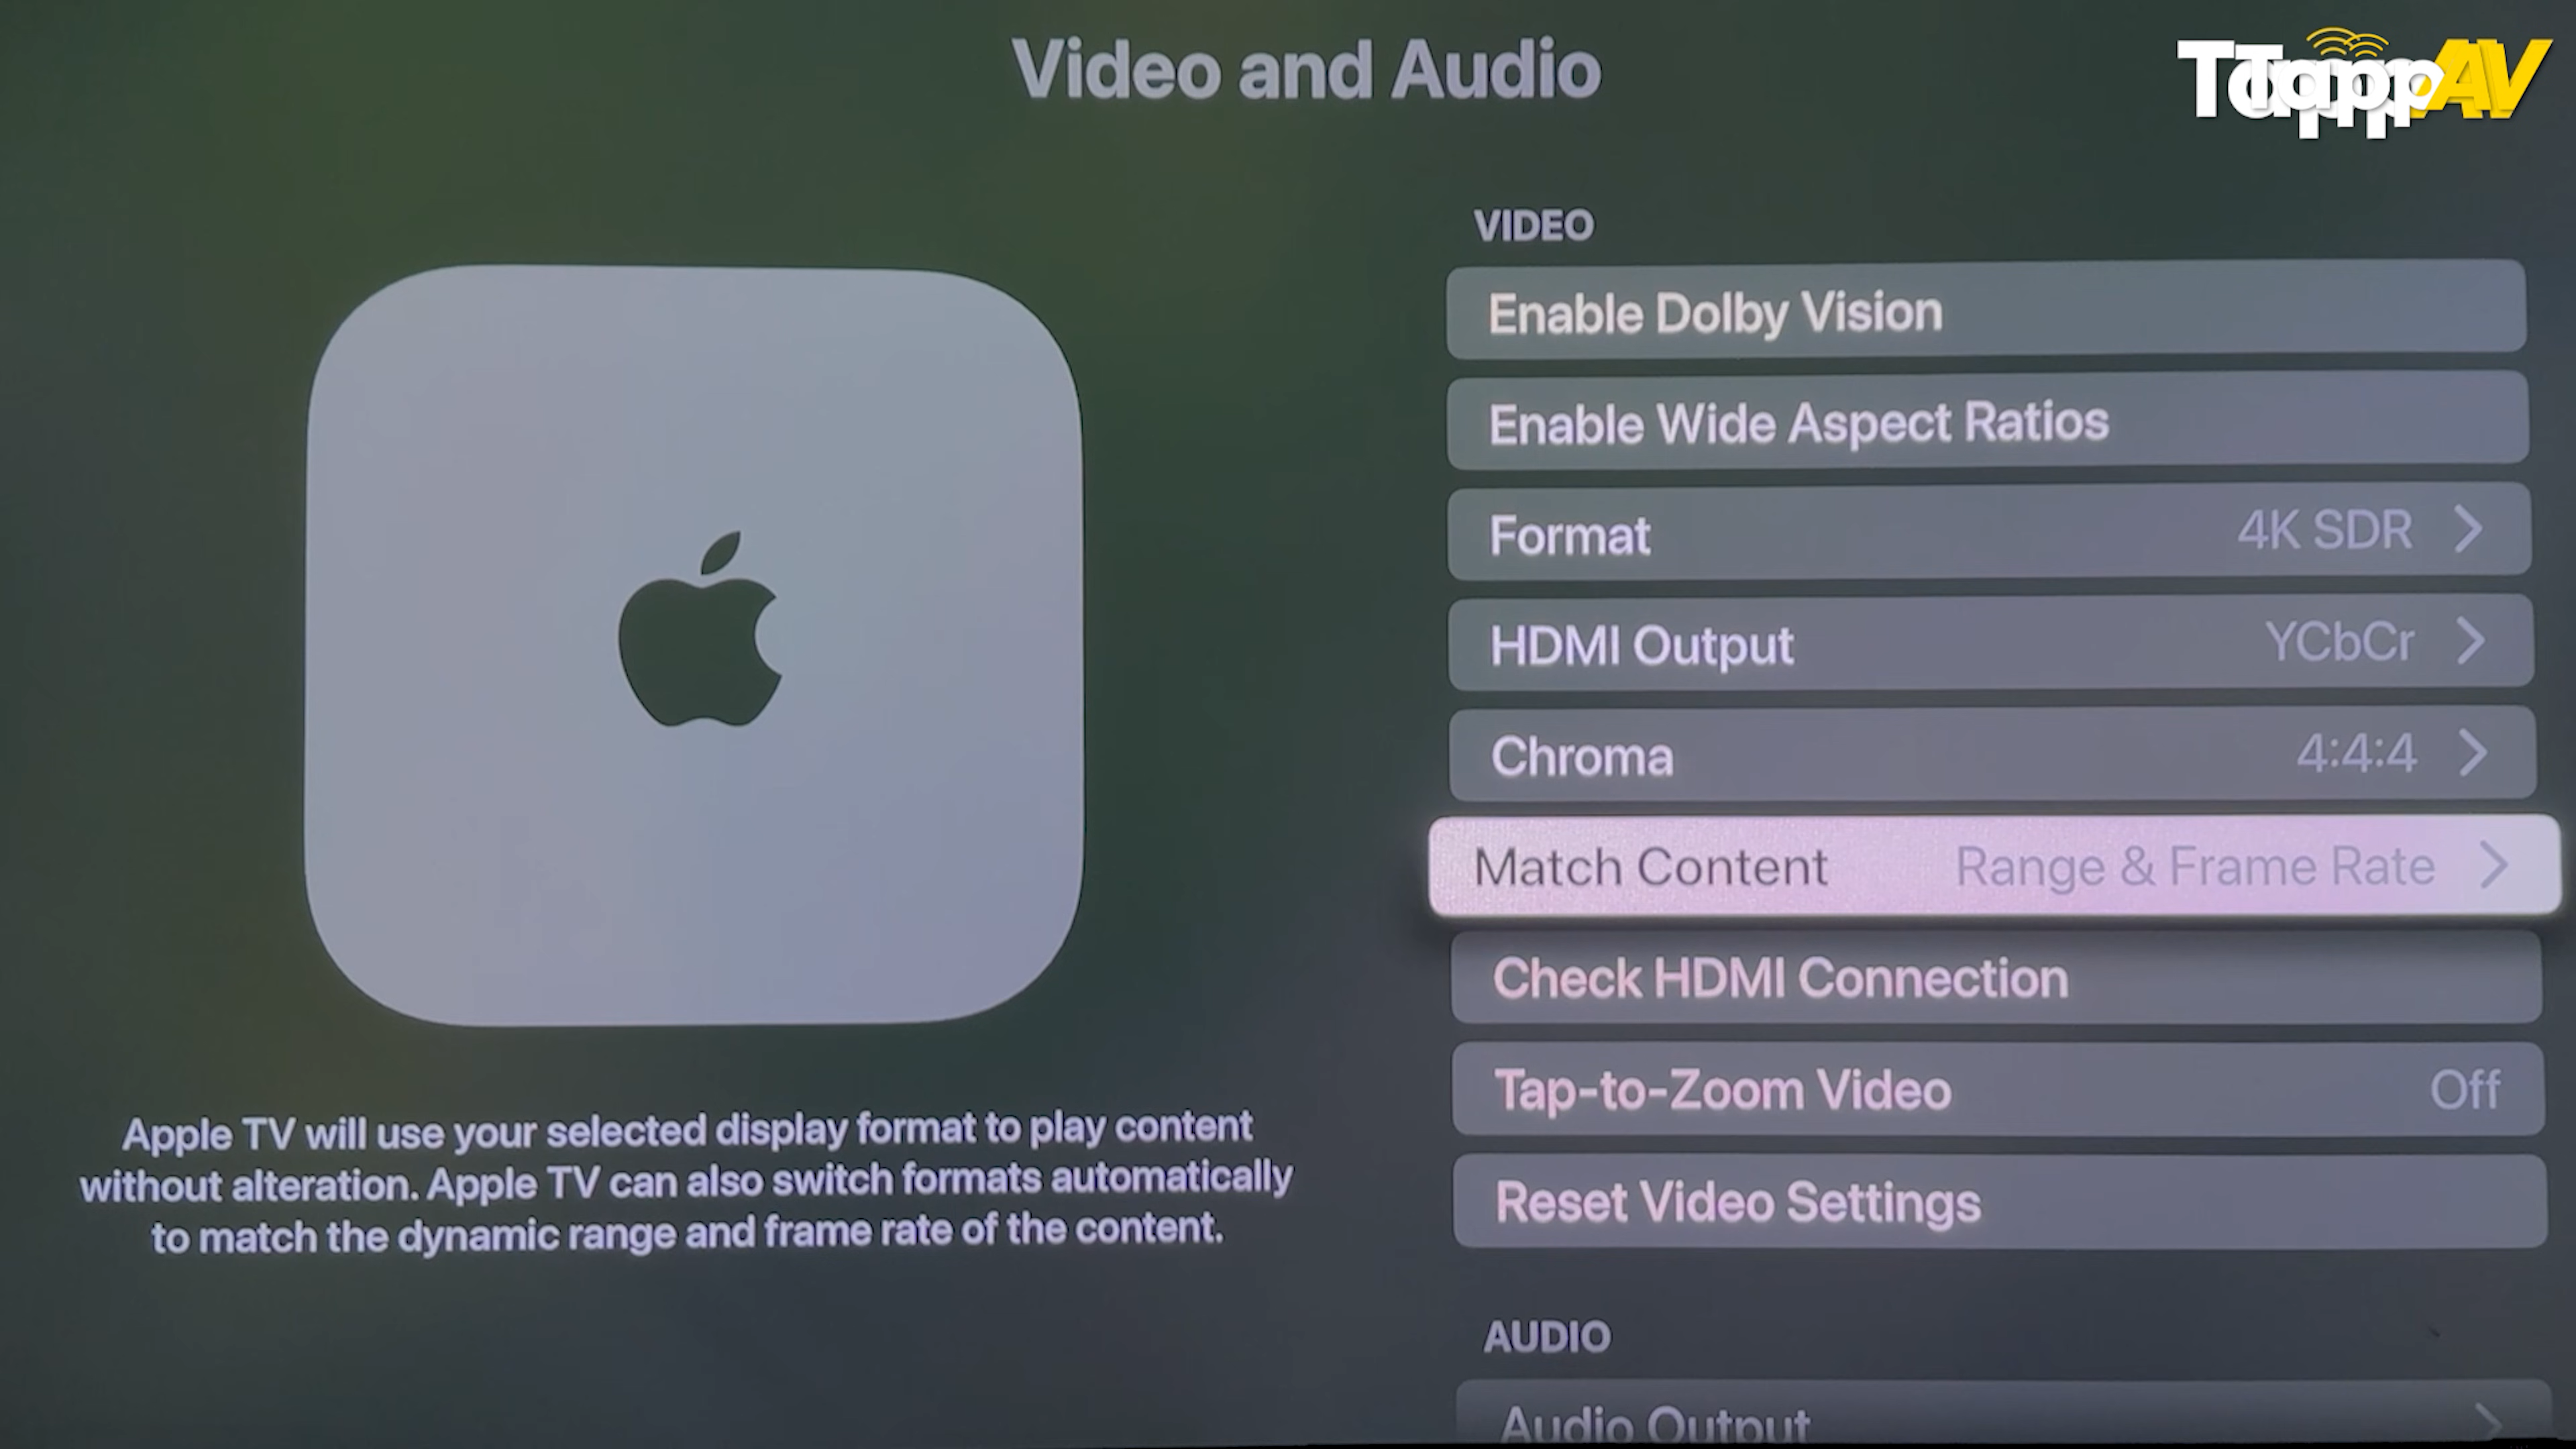 TappAV
Video and Audio
VIDEO
Enable Dolby Vision
Enable Wide Aspect Ratios
Format 4K SDR
HDMI Output YCbCr
Chroma 4:4:4
Match Content Range & Frame Rate
Check HDMI Connection
Tap-to-Zoom Video Off
Reset Video Settings
AUDIO
Audio Output
Apple TV will use your selected display format to play content
without alteration. Apple TV can also switch formats automatically
to match the dynamic range and frame rate of the content.